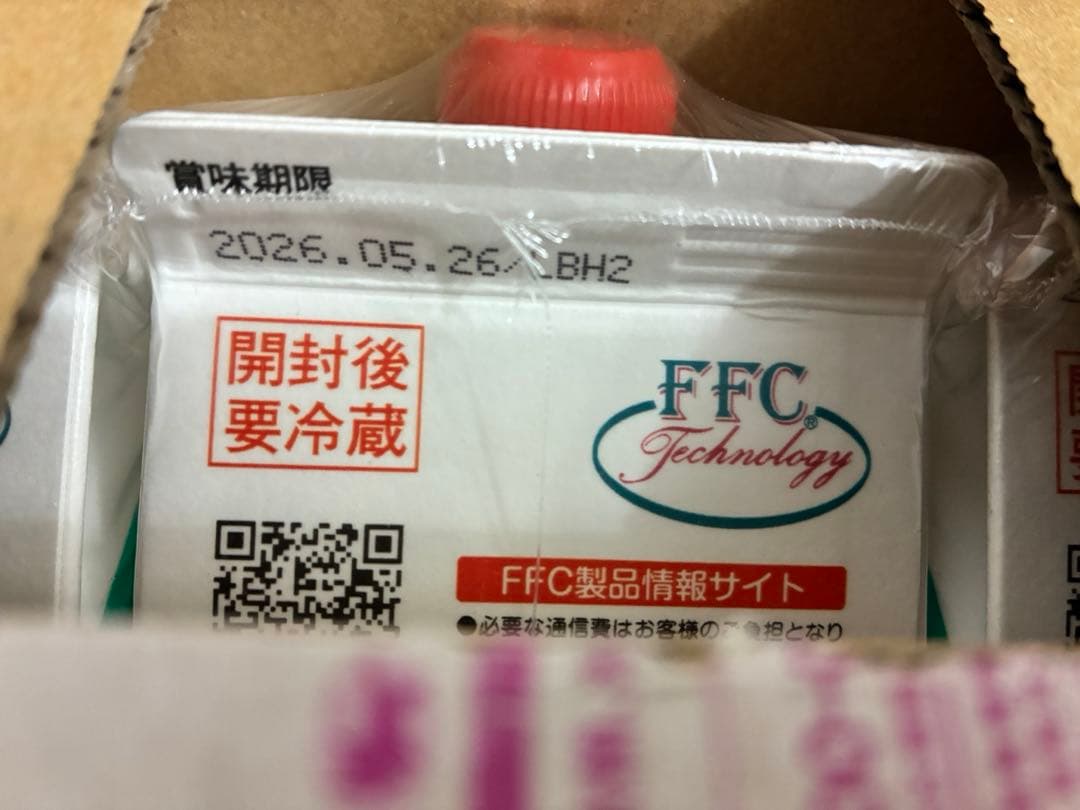 賞味期限
2026.05.26/LBH2
開封後
要冷蔵
FFC®
Technology
FFC製品情報サイト
●必要な通信費はお客様のご負担となり